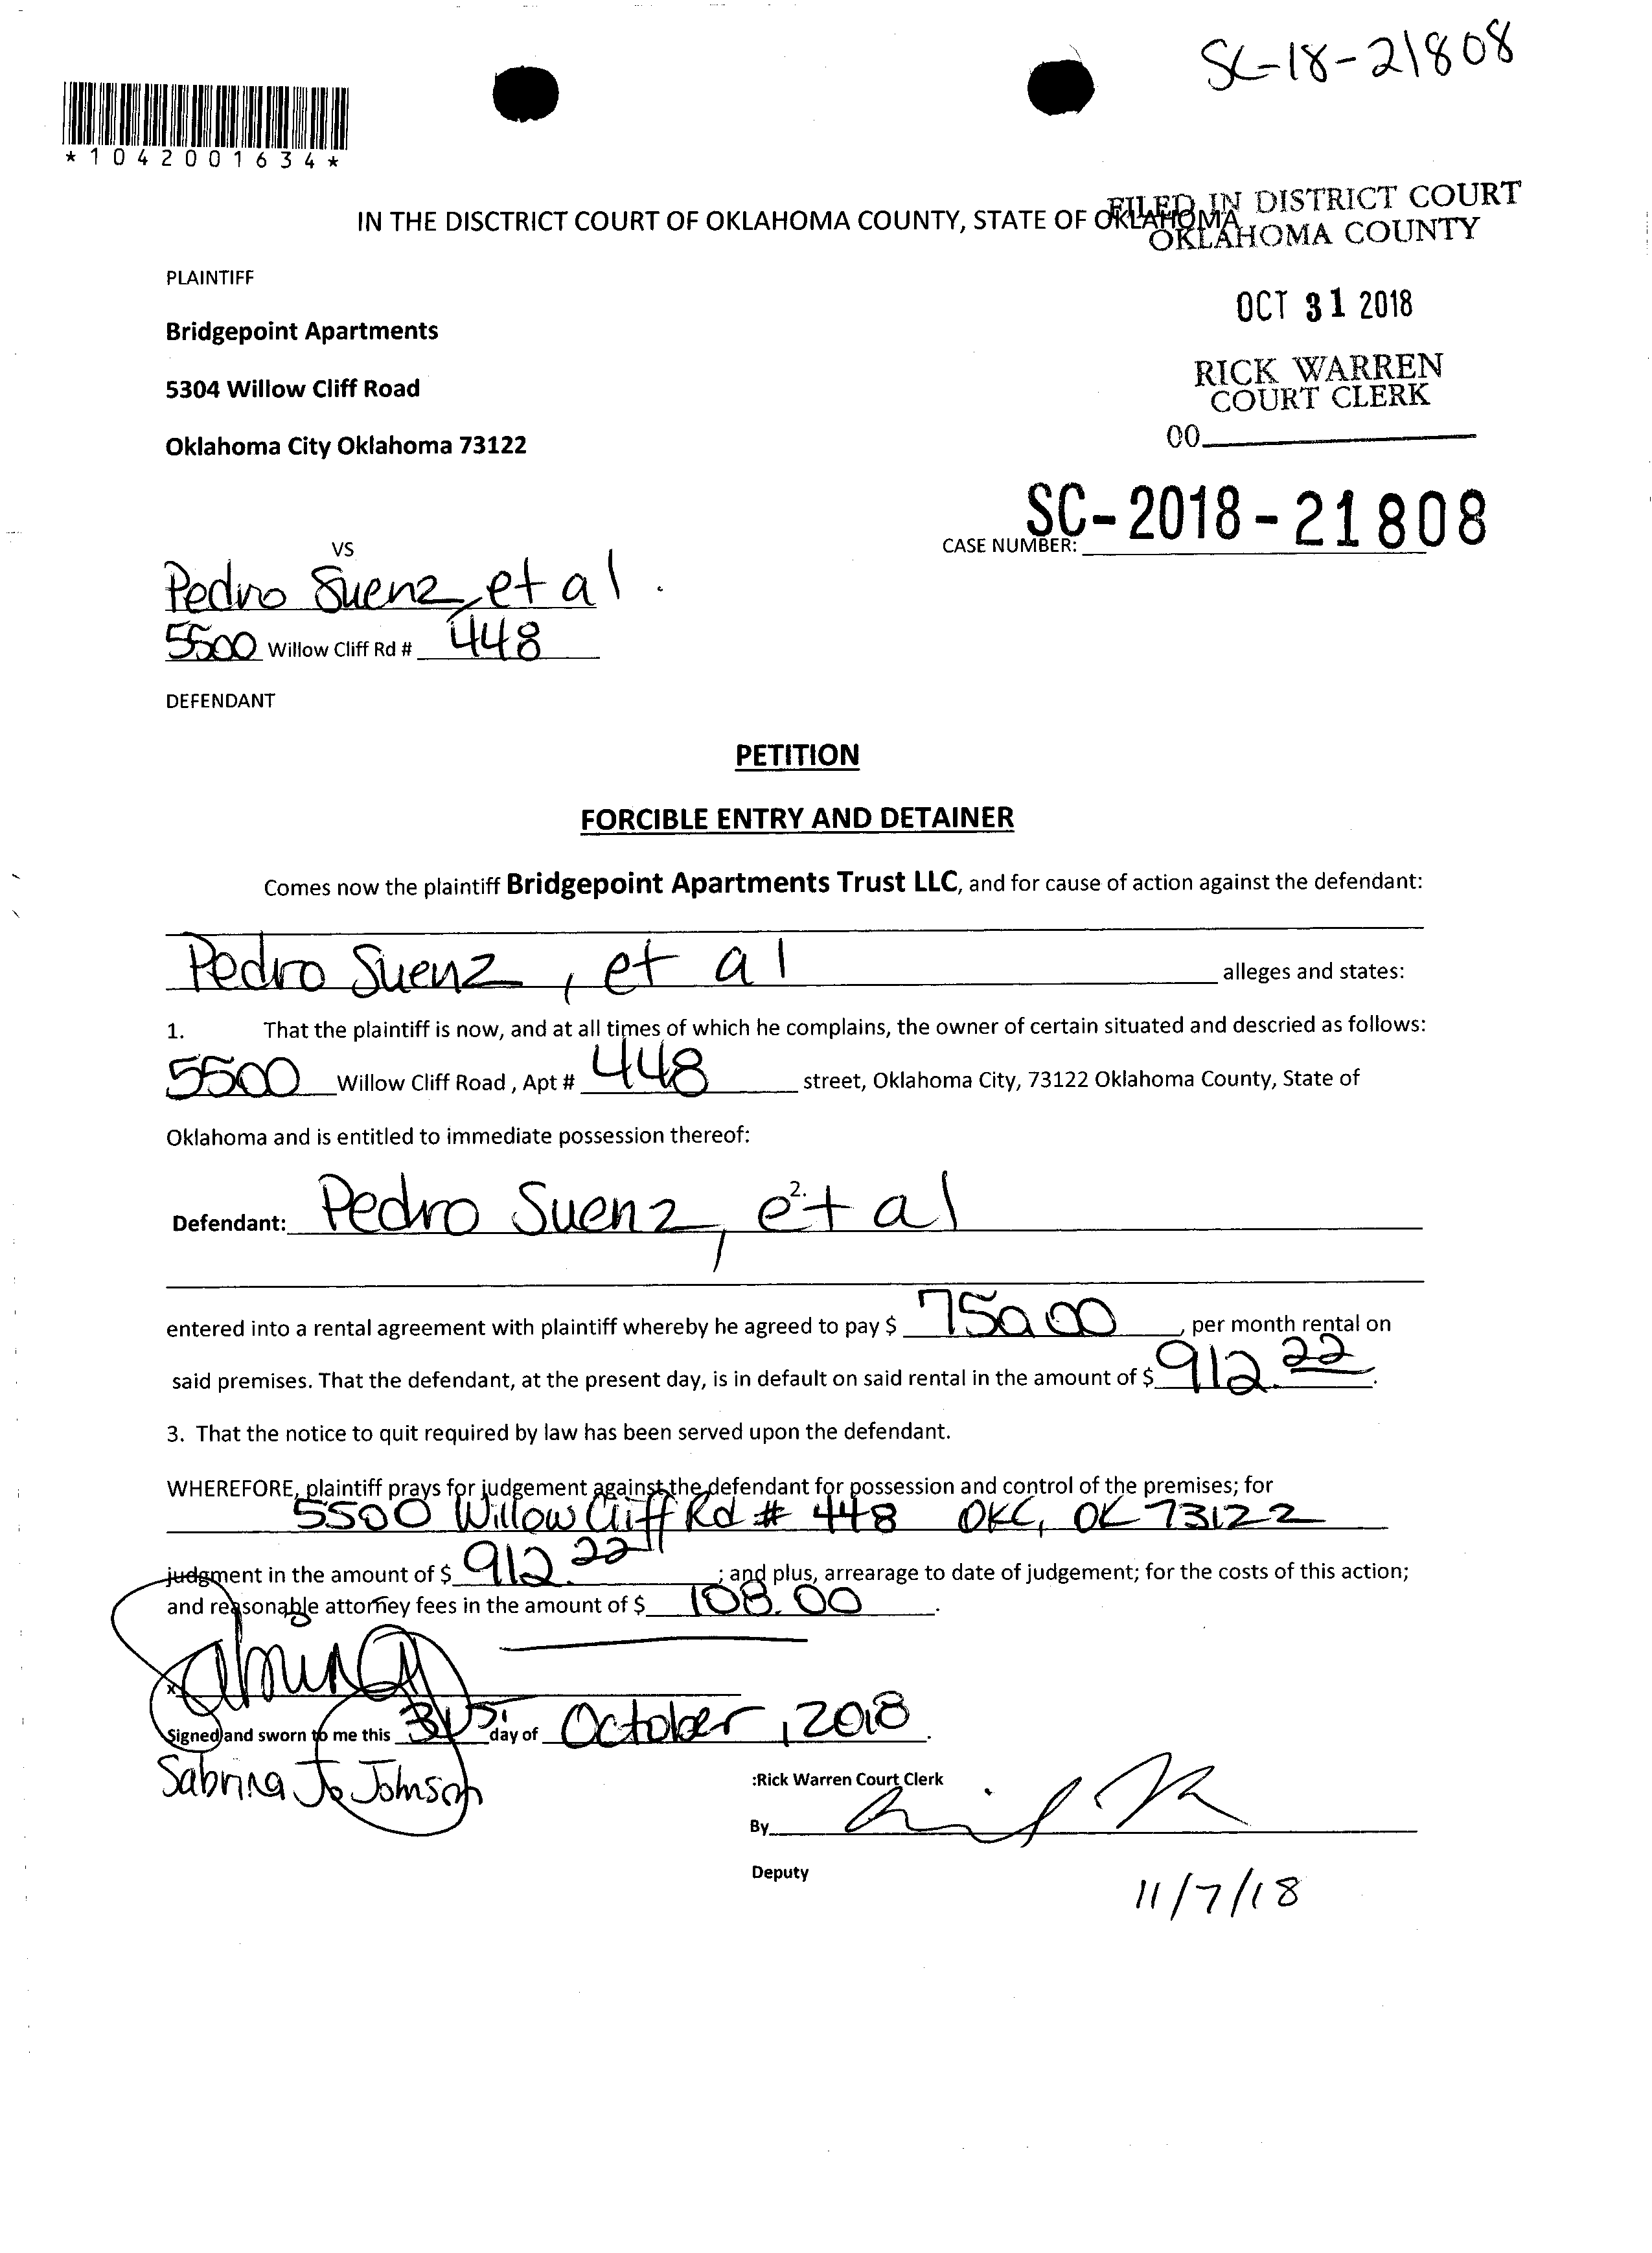 SC-18-21808
*1042001634*
IN THE DISCTRICT COURT OF OKLAHOMA COUNTY, STATE OF OKLAHOMA
FILED IN DISTRICT COURT
OKLAHOMA COUNTY
PLAINTIFF
OCT 31 2018
Bridgepoint Apartments
RICK WARREN
COURT CLERK
5304 Willow Cliff Road
00
Oklahoma City Oklahoma 73122
SC-2018-21808
CASE NUMBER:
VS
Pedro Suenz, et al.
5500 Willow Cliff Rd # 448
DEFENDANT
PETITION
FORCIBLE ENTRY AND DETAINER
Comes now the plaintiff Bridgepoint Apartments Trust LLC, and for cause of action against the defendant:
Pedro Suenz, et al alleges and states:
1. That the plaintiff is now, and at all times of which he complains, the owner of certain situated and descried as follows:
5500 Willow Cliff Road , Apt # 448 street, Oklahoma City, 73122 Oklahoma County, State of
Oklahoma and is entitled to immediate possession thereof:
2.
Defendant: Pedro Suenz, et al
entered into a rental agreement with plaintiff whereby he agreed to pay $ 750.00, per month rental on
said premises. That the defendant, at the present day, is in default on said rental in the amount of $ 912.22.
3. That the notice to quit required by law has been served upon the defendant.
WHEREFORE, plaintiff prays for judgement against the defendant for possession and control of the premises; for
5500 Willow Cliff Rd # 448 OKC, OK 73122
judgment in the amount of $ 912.22; and plus, arrearage to date of judgement; for the costs of this action;
and reasonable attorney fees in the amount of $ 108.00.
x
Signed and sworn to me this 31st day of October, 2018.
Sabrina Jo Johnson
:Rick Warren Court Clerk
By
Deputy
11/7/18